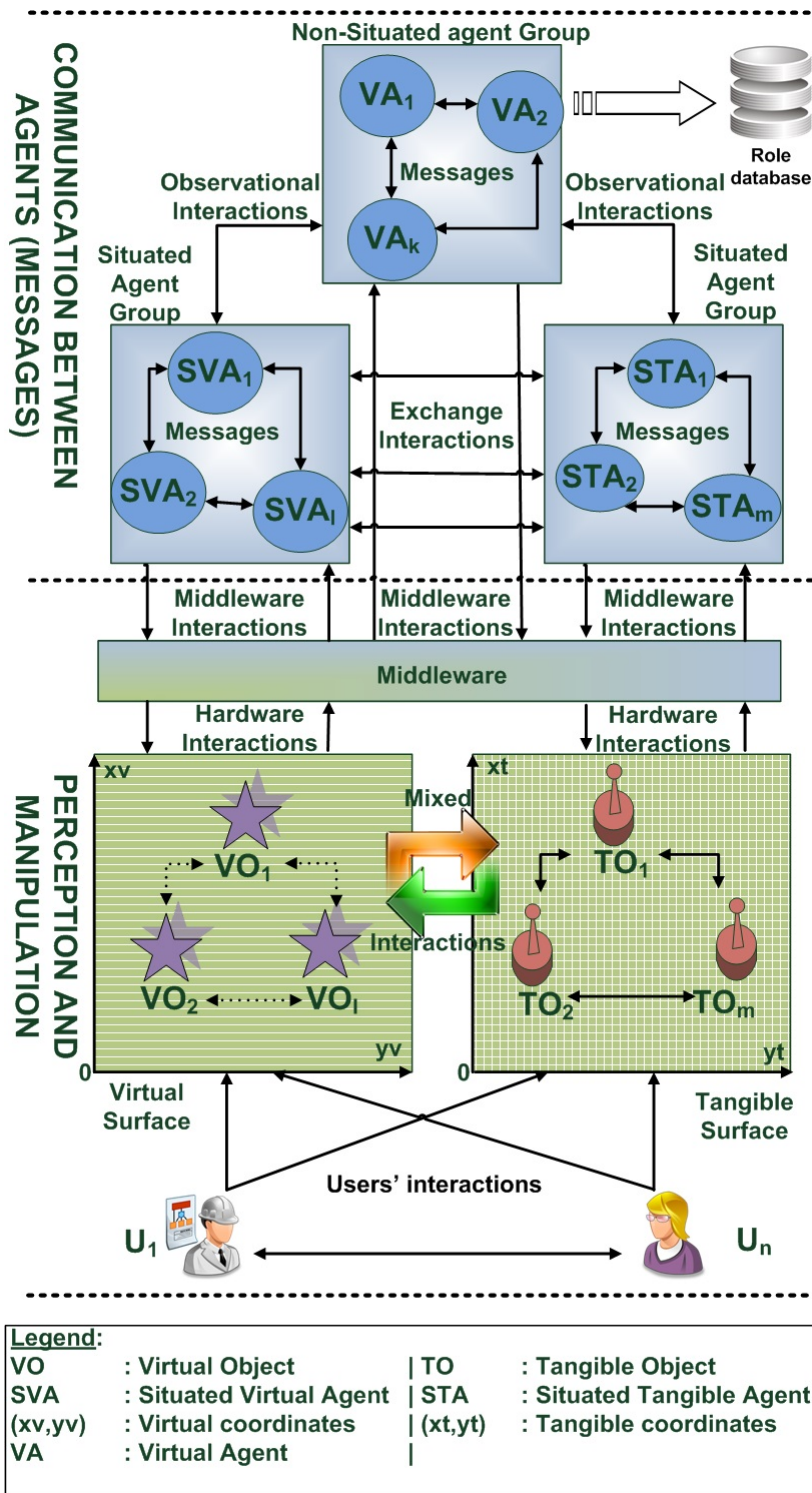 Non-Situated agent Group
COMMUNICATION BETWEEN
AGENTS (MESSAGES)
VA1
VA2
Messages
VAk
Role
database
Observational
Interactions
Observational
Interactions
Situated
Agent
Group
Situated
Agent
Group
SVA1
Messages
SVA2
SVAl
Exchange
Interactions
STA1
Messages
STA2
STAm
Middleware
Interactions
Middleware
Interactions
Middleware
Interactions
Middleware
Hardware
Interactions
Hardware
Interactions
PERCEPTION AND
MANIPULATION
xv
VO1
VO2
VOl
yv
0
Mixed
Interactions
xt
TO1
TO2
TOm
yt
0
Virtual
Surface
Tangible
Surface
Users' interactions
U1
Un
Legend:
VO : Virtual Object | TO : Tangible Object
SVA : Situated Virtual Agent | STA : Situated Tangible Agent
(xv,yv) : Virtual coordinates | (xt,yt) : Tangible coordinates
VA : Virtual Agent |